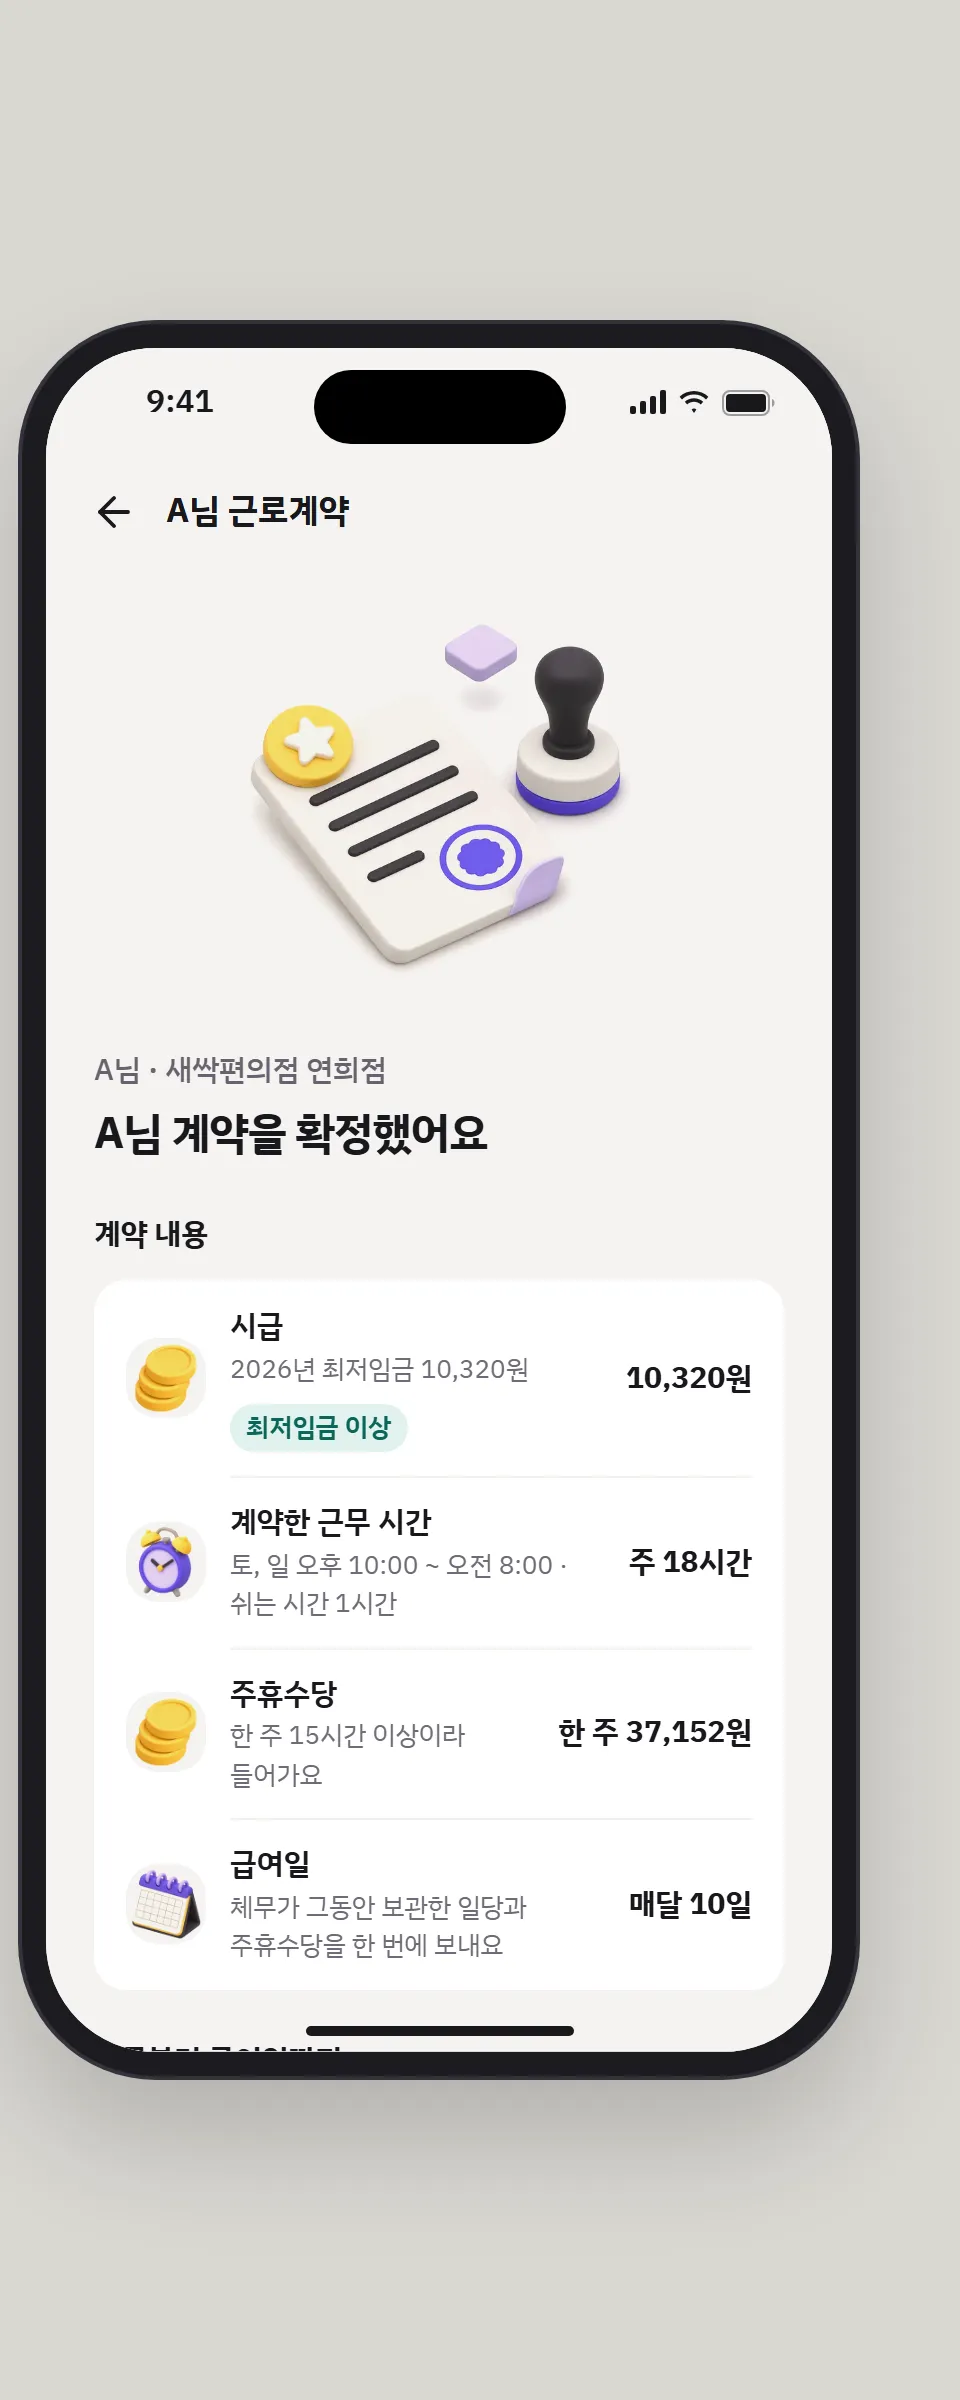 9:41
A님 근로계약
A님 · 새싹편의점 연희점
A님 계약을 확정했어요
계약 내용
시급
2026년 최저임금 10,320원
10,320원
최저임금 이상
계약한 근무 시간
토, 일 오후 10:00 ~ 오전 8:00 ·
쉬는 시간 1시간
주 18시간
주휴수당
한 주 15시간 이상이라
들어가요
한 주 37,152원
급여일
체무가 그동안 보관한 일당과
주휴수당을 한 번에 보내요
매달 10일